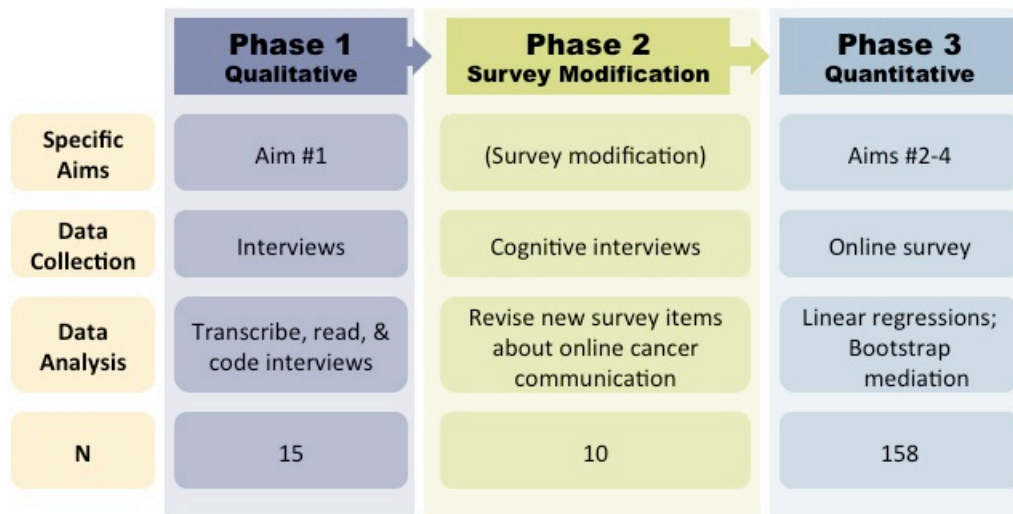 Phase 1
Qualitative
Phase 2
Survey Modification
Phase 3
Quantitative
Specific
Aims
Aim #1
(Survey modification)
Aims #2-4
Data
Collection
Interviews
Cognitive interviews
Online survey
Data
Analysis
Transcribe, read, &
code interviews
Revise new survey items
about online cancer
communication
Linear regressions;
Bootstrap
mediation
N
15
10
158